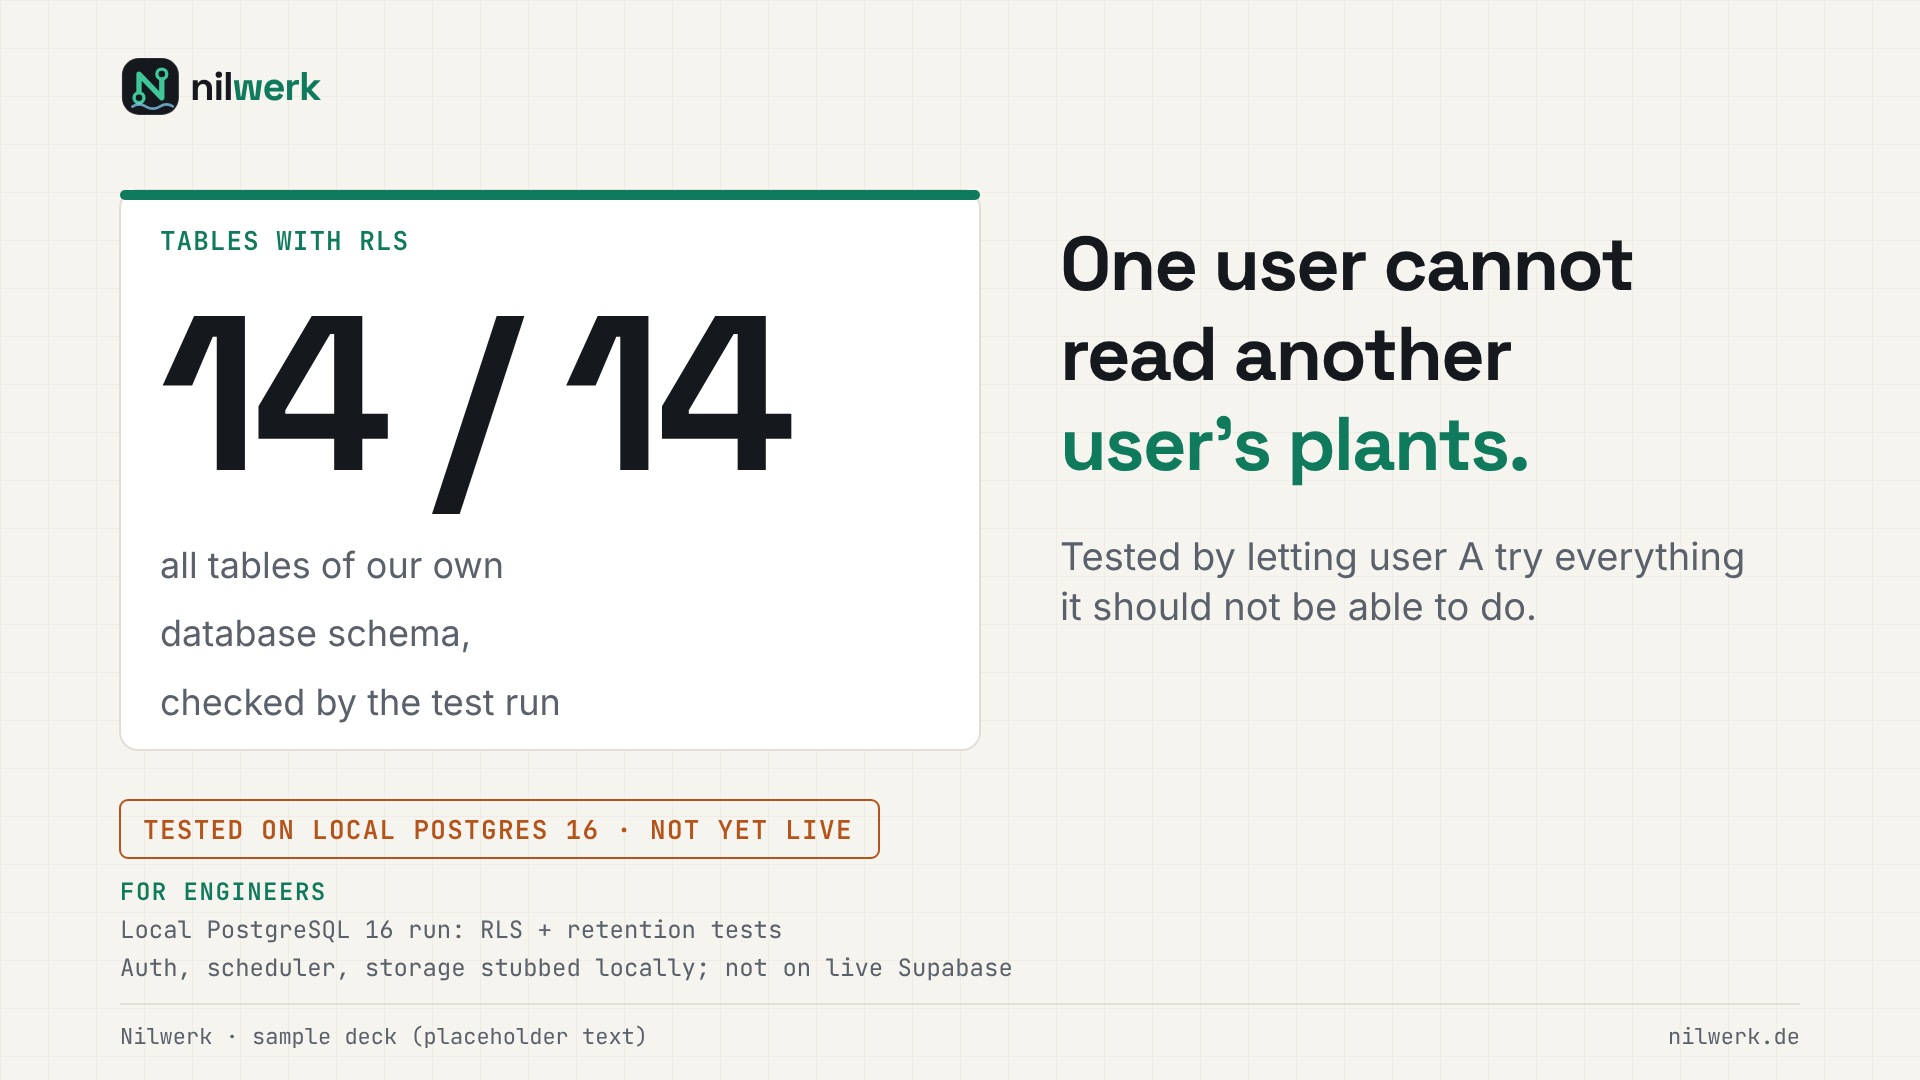 nilwerk
TABLES WITH RLS
14 / 14
all tables of our own
database schema,
checked by the test run
One user cannot
read another
user’s plants.
Tested by letting user A try everything
it should not be able to do.
TESTED ON LOCAL POSTGRES 16 · NOT YET LIVE
FOR ENGINEERS
Local PostgreSQL 16 run: RLS + retention tests
Auth, scheduler, storage stubbed locally; not on live Supabase
Nilwerk · sample deck (placeholder text)
nilwerk.de